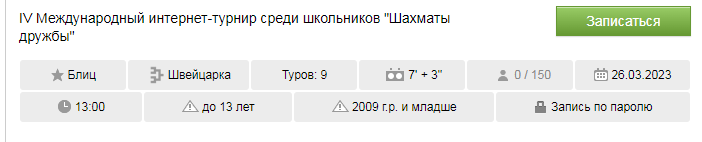 IV Международный интернет-турнир среди школьников "Шахматы
дружбы"
Записаться
Блиц
Швейцарка
Туров: 9
7' + 3"
0 / 150
26.03.2023
13:00
до 13 лет
2009 г.р. и младше
Запись по паролю